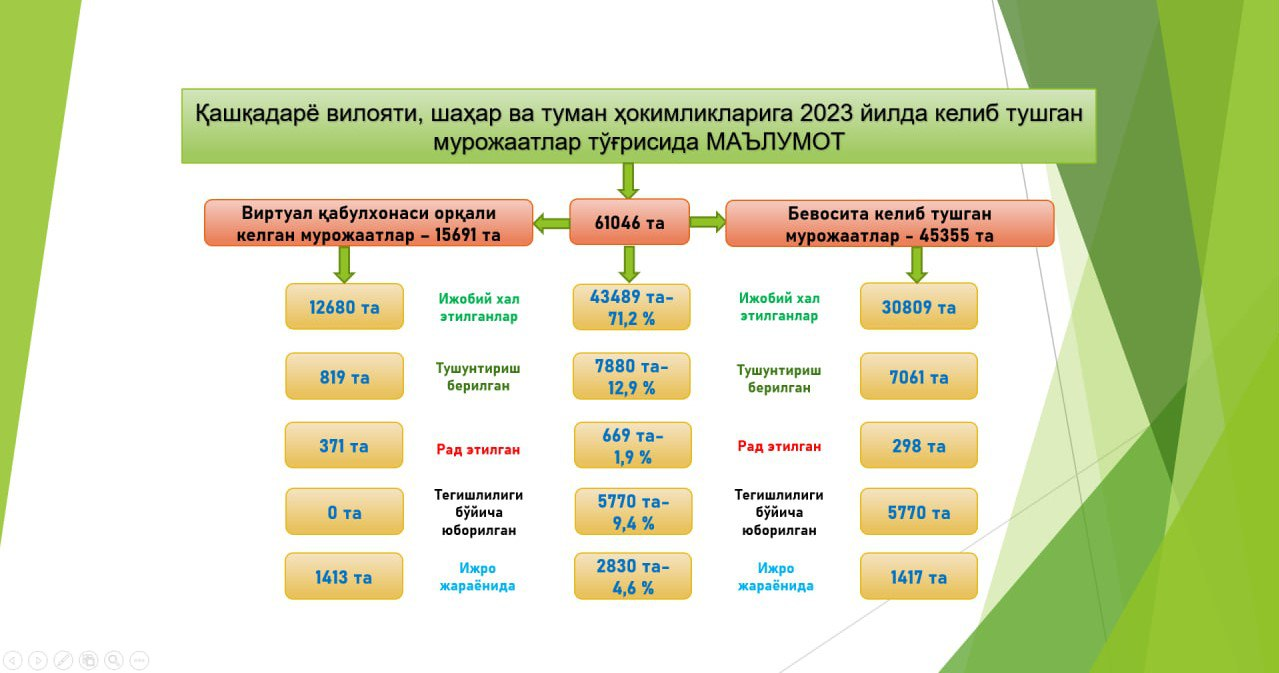 Қашқадарё вилояти, шаҳар ва туман ҳокимликларига 2023 йилда келиб тушган
мурожаатлар тўғрисида МАЪЛУМОТ
Виртуал қабулхонаси орқали
келган мурожаатлар – 15691 та
61046 та
Бевосита келиб тушган
мурожаатлар - 45355 та
12680 та
Ижобий хал
этилганлар
43489 та-
71,2 %
Ижобий хал
этилганлар
30809 та
819 та
Тушунтириш
берилган
7880 та-
12,9 %
Тушунтириш
берилган
7061 та
371 та
Рад этилган
669 та-
1,9 %
Рад этилган
298 та
0 та
Тегишлилиги
бўйича
юборилган
5770 та-
9,4 %
Тегишлилиги
бўйича
юборилган
5770 та
1413 та
Ижро
жараёнида
2830 та-
4,6 %
Ижро
жараёнида
1417 та